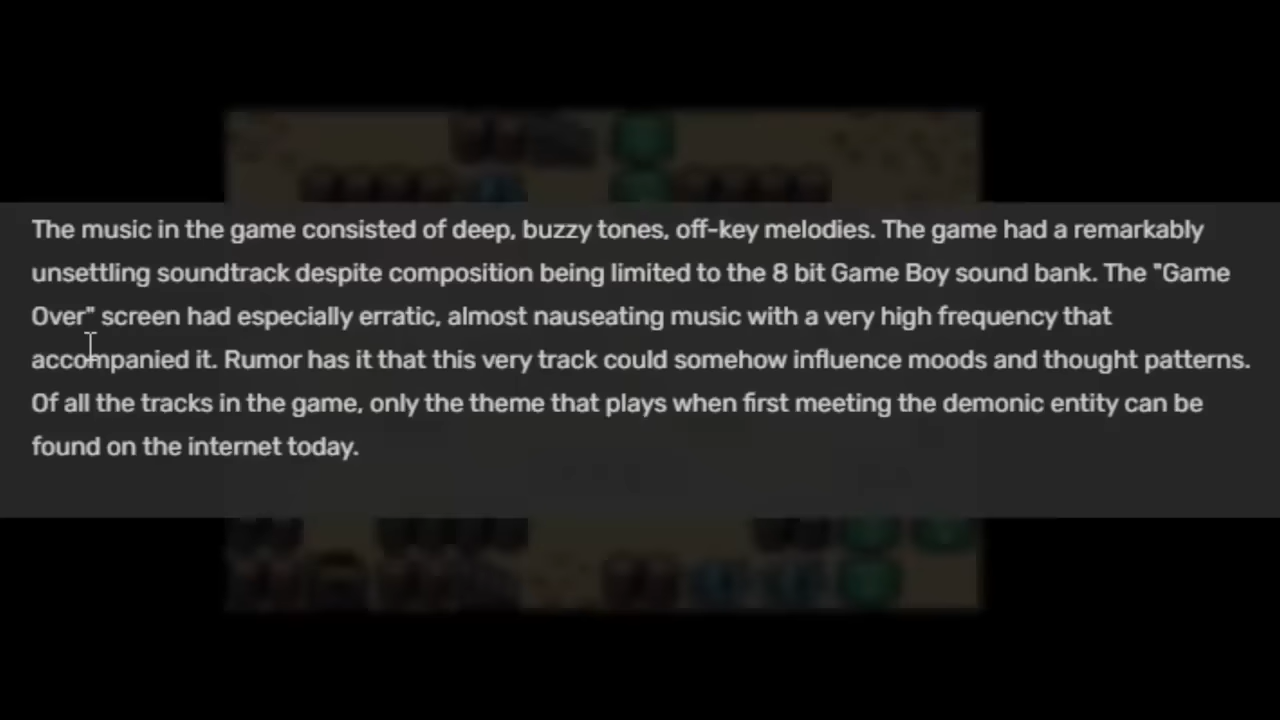 The music in the game consisted of deep, buzzy tones, off-key melodies. The game had a remarkably
unsettling soundtrack despite composition being limited to the 8 bit Game Boy sound bank. The "Game
Over" screen had especially erratic, almost nauseating music with a very high frequency that
accompanied it. Rumor has it that this very track could somehow influence moods and thought patterns.
Of all the tracks in the game, only the theme that plays when first meeting the demonic entity can be
found on the internet today.